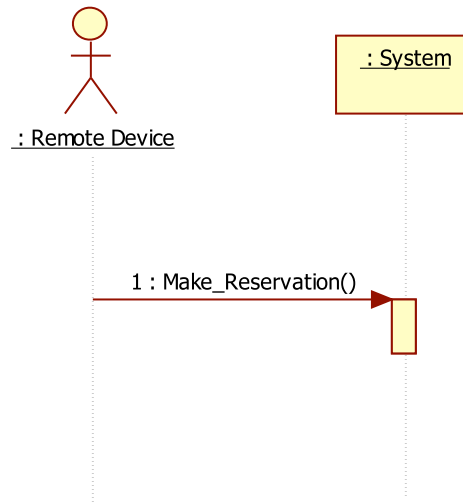 : System
: Remote Device
1 : Make_Reservation()